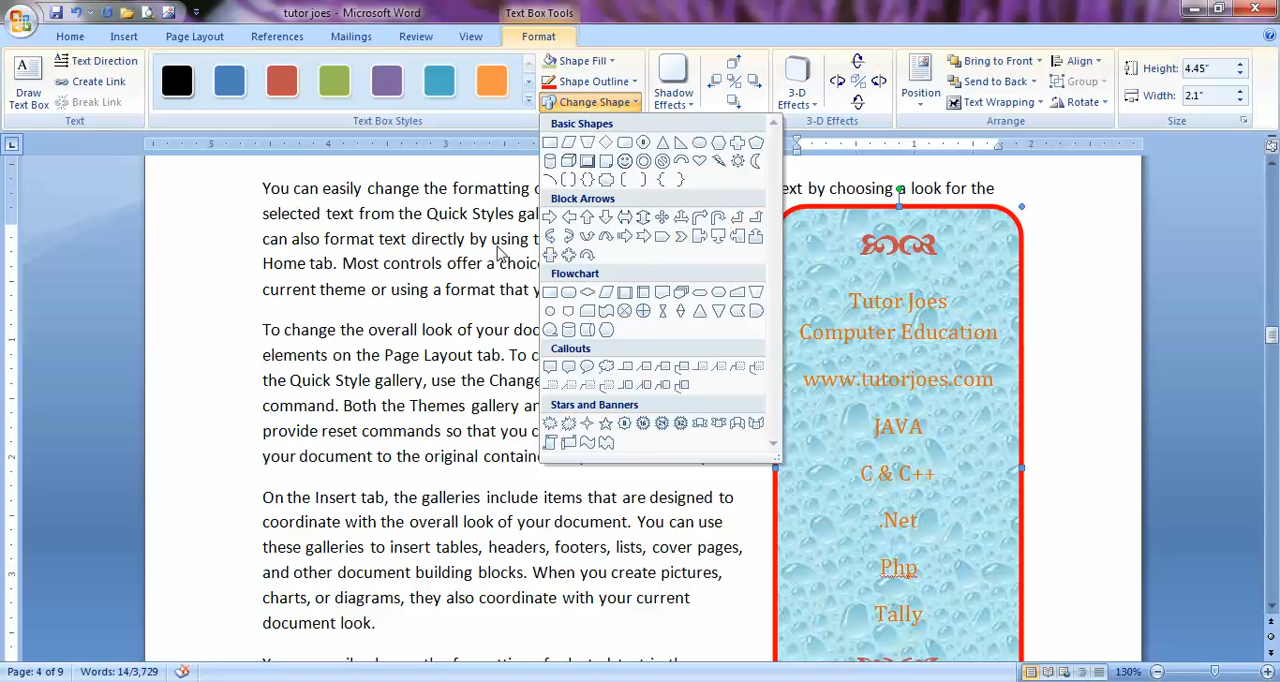 tutor joes - Microsoft Word
Text Box Tools
Home Insert Page Layout References Mailings Review View Format
Draw Text Box
Text Direction
Create Link
Break Link
Text
Text Box Styles
Shape Fill
Shape Outline
Change Shape
Shadow Effects
3-D Effects
3-D Effects
Position
Bring to Front
Send to Back
Text Wrapping
Align
Group
Rotate
Arrange
Height: 4.45"
Width: 2.1"
Size
Basic Shapes
Block Arrows
Flowchart
Callouts
Stars and Banners
5 4 3 1 2
You can easily change the formatting o
ext by choosing a look for the
selected text from the Quick Styles gal
can also format text directly by using t
Home tab. Most controls offer a choice
current theme or using a format that y
To change the overall look of your doc
elements on the Page Layout tab. To c
the Quick Style gallery, use the Change
command. Both the Themes gallery an
provide reset commands so that you c
your document to the original contain
On the Insert tab, the galleries include items that are designed to
coordinate with the overall look of your document. You can use
these galleries to insert tables, headers, footers, lists, cover pages,
and other document building blocks. When you create pictures,
charts, or diagrams, they also coordinate with your current
document look.
Tutor Joes
Computer Education
www.tutorjoes.com
JAVA
C & C++
.Net
Php
Tally
1
2
3
Page: 4 of 9 Words: 14/3,729 130%